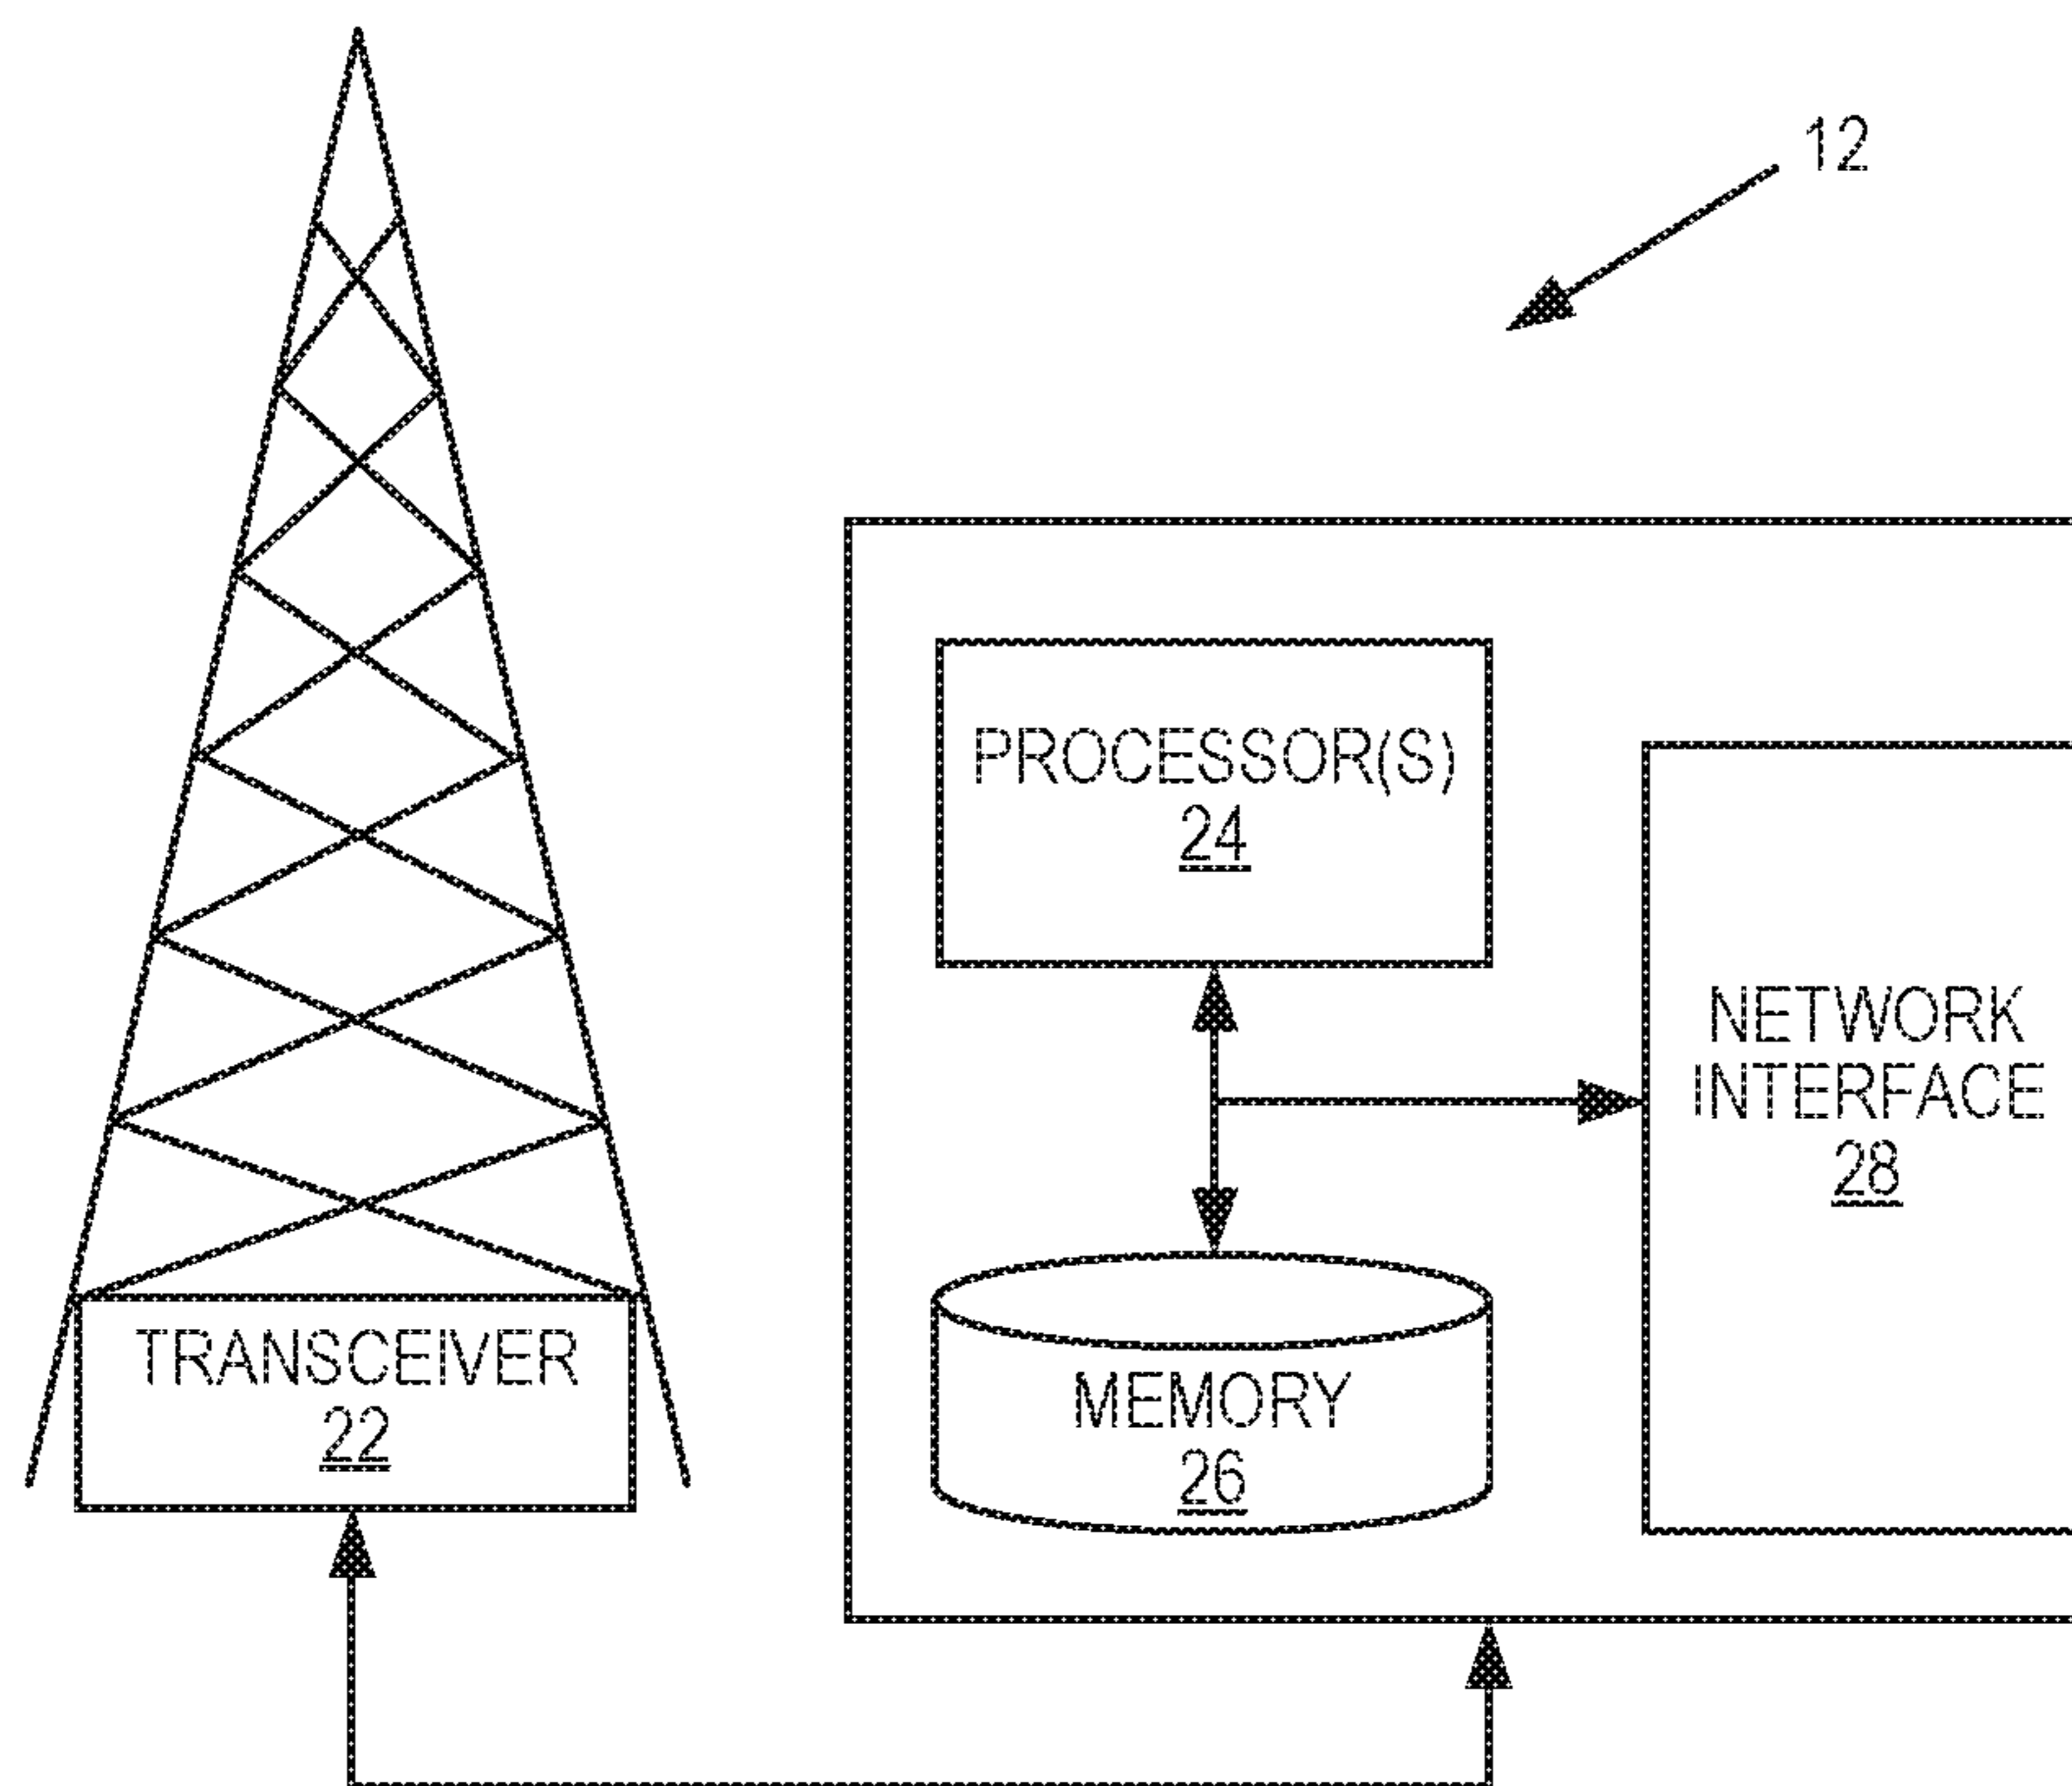 12
PROCESSOR(S)
24
NETWORK
INTERFACE
28
TRANSCEIVER
22
MEMORY
26